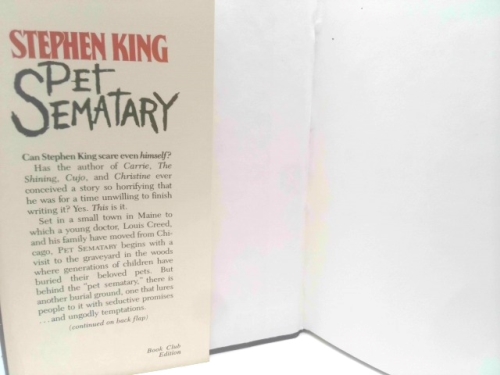 STEPHEN KING
PET
SEMATARY
Can Stephen King scare even himself?
Has the author of Carrie, The
Shining, Cujo, and Christine ever
conceived a story so horrifying that
he was for a time unwilling to finish
writing it? Yes. This is it.
Set in a small town in Maine to
which a young doctor, Louis Creed,
and his family have moved from Chi-
cago, PET SEMATARY begins with a
visit to the graveyard in the woods
where generations of children have
buried their beloved pets. But
behind the "pet sematary," there is
another burial ground, one that lures
people to it with seductive promises
. . . and ungodly temptations.
(continued on back flap)
Book Club
Edition